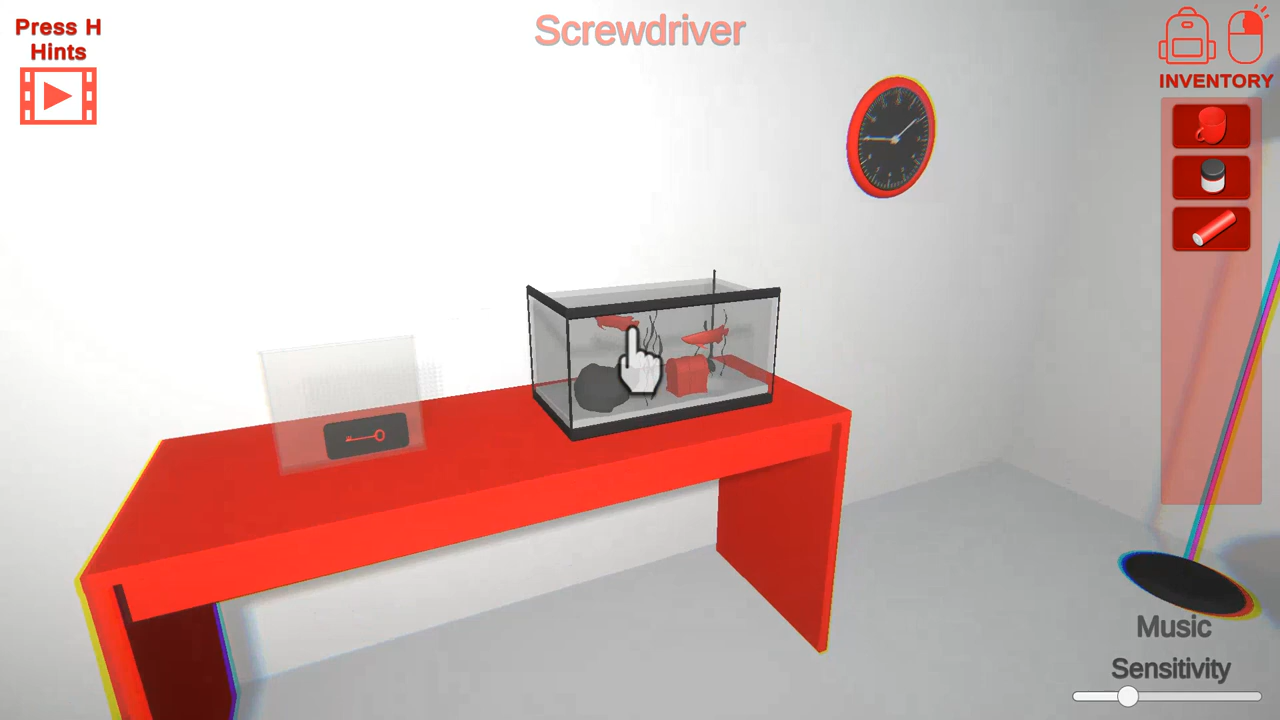 Press H
Hints
Screwdriver
INVENTORY
Music
Sensitivity